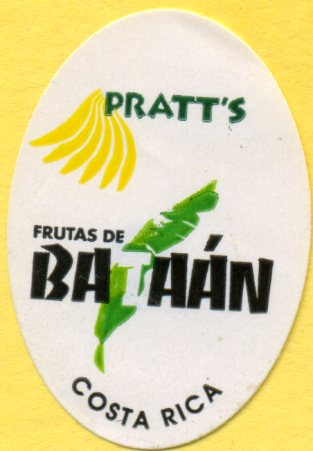 PRATT'S
FRUTAS DE
BATAÁN
COSTA RICA